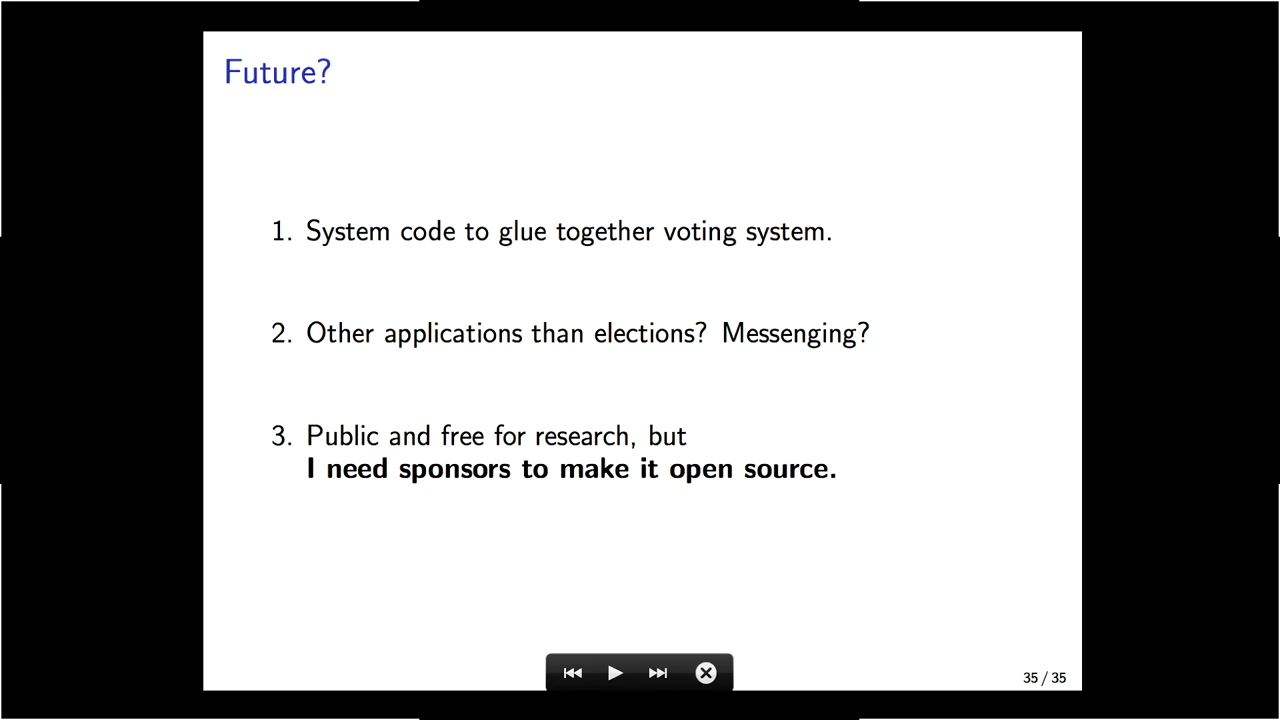 Future?
1. System code to glue together voting system.
2. Other applications than elections? Messenging?
3. Public and free for research, but
I need sponsors to make it open source.
35 / 35